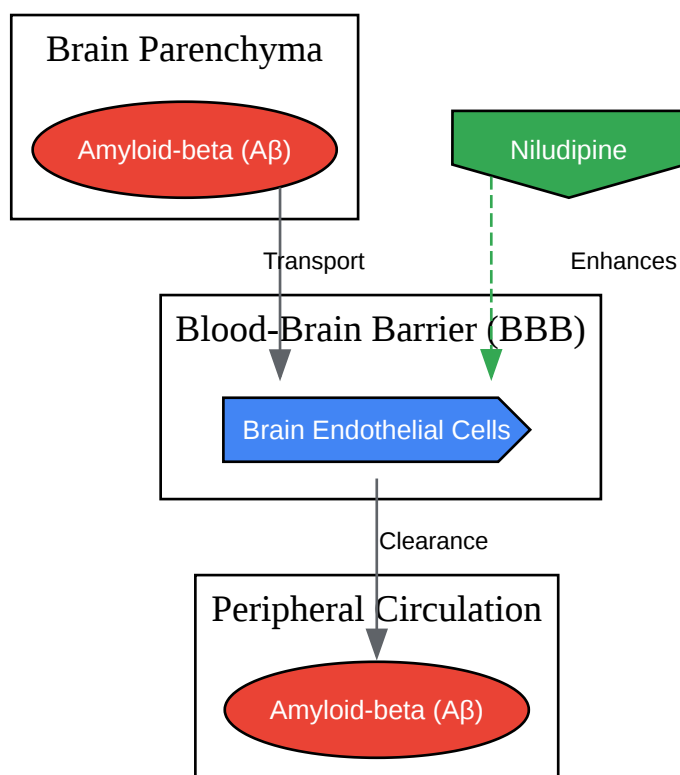 Brain Parenchyma
Amyloid-beta (Aβ)
Niludipine
Transport
Enhances
Blood-Brain Barrier (BBB)
Brain Endothelial Cells
Clearance
Peripheral Circulation
Amyloid-beta (Aβ)